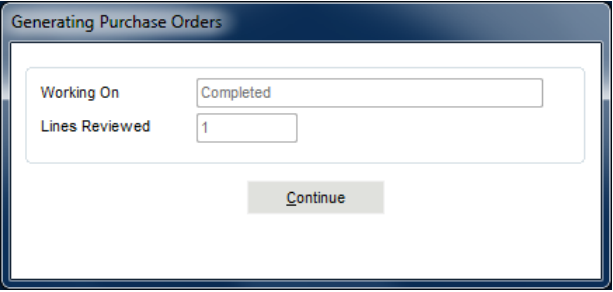 Generating Purchase Orders
Working On Completed
Lines Reviewed 1
Continue